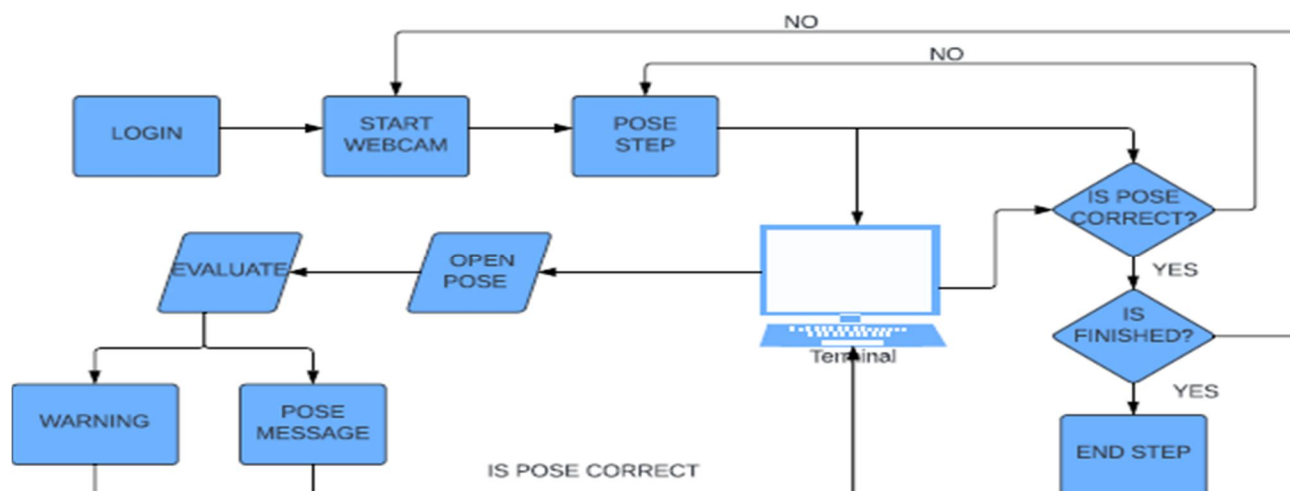 NO
NO
LOGIN
START
WEBCAM
POSE
STEP
IS POSE
CORRECT?
YES
EVALUATE
OPEN
POSE
IS
FINISHED?
Terminal
YES
WARNING
POSE
MESSAGE
END STEP
IS POSE CORRECT